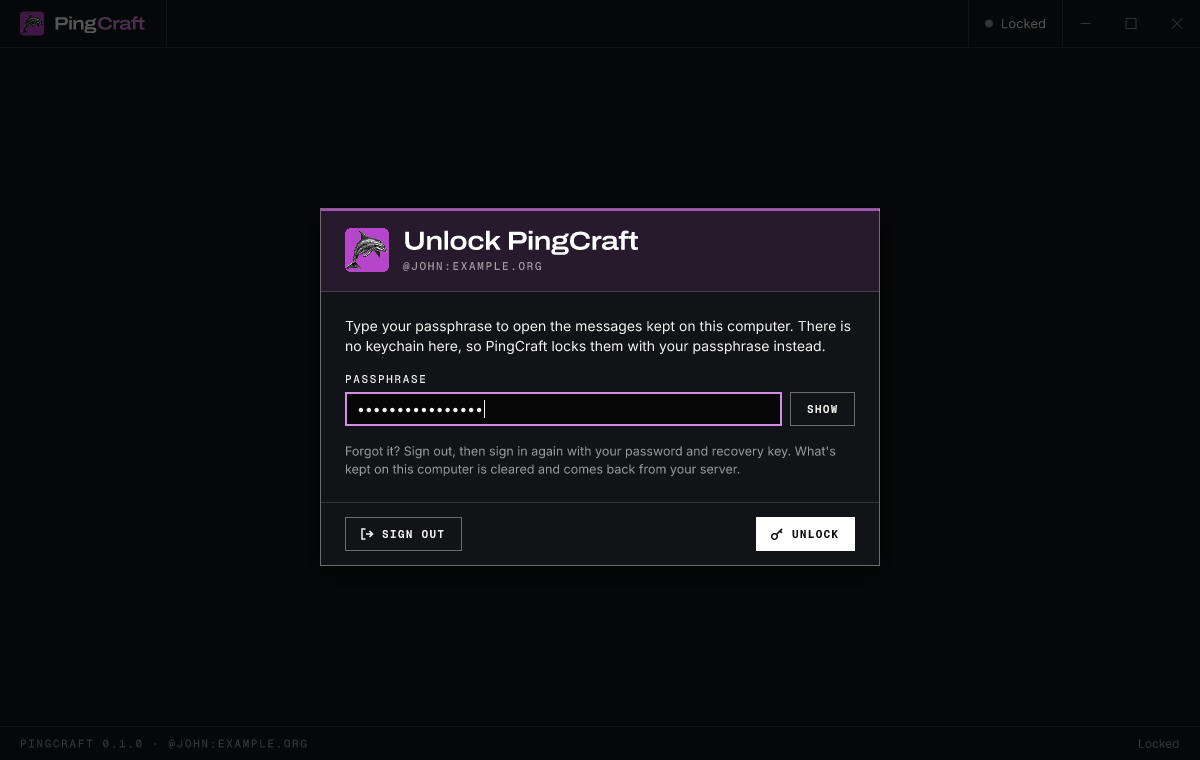 PingCraft
Locked
Unlock PingCraft
@JOHN:EXAMPLE.ORG
Type your passphrase to open the messages kept on this computer. There is
no keychain here, so PingCraft locks them with your passphrase instead.
PASSPHRASE
••••••••••••••••
SHOW
Forgot it? Sign out, then sign in again with your password and recovery key. What's
kept on this computer is cleared and comes back from your server.
SIGN OUT
UNLOCK
PINGCRAFT 0.1.0 · @JOHN:EXAMPLE.ORG
Locked